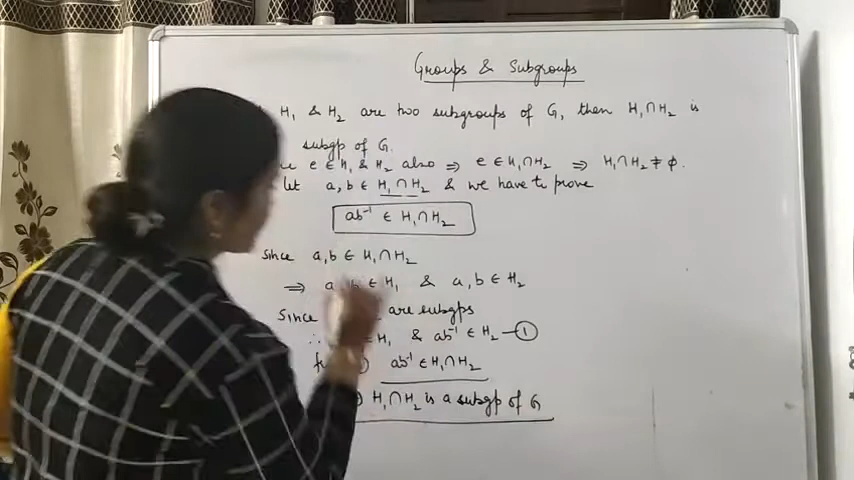 Groups & Subgroups
H₁ & H₂ are two subgroups of G, then H₁∩H₂ is
subgp of G.
e ∈ H₁ & H₂ also ⇒ e ∈ H₁∩H₂ ⇒ H₁∩H₂ ≠ φ.
let a,b ∈ H₁∩H₂ & we have to prove
ab⁻¹ ∈ H₁∩H₂
Since a,b ∈ H₁∩H₂
⇒ a,b ∈ H₁ & a,b ∈ H₂
Since are subgps
∴ ∈ H₁ & ab⁻¹ ∈ H₂ — ①
ab⁻¹ ∈ H₁∩H₂
H₁∩H₂ is a subgp of G